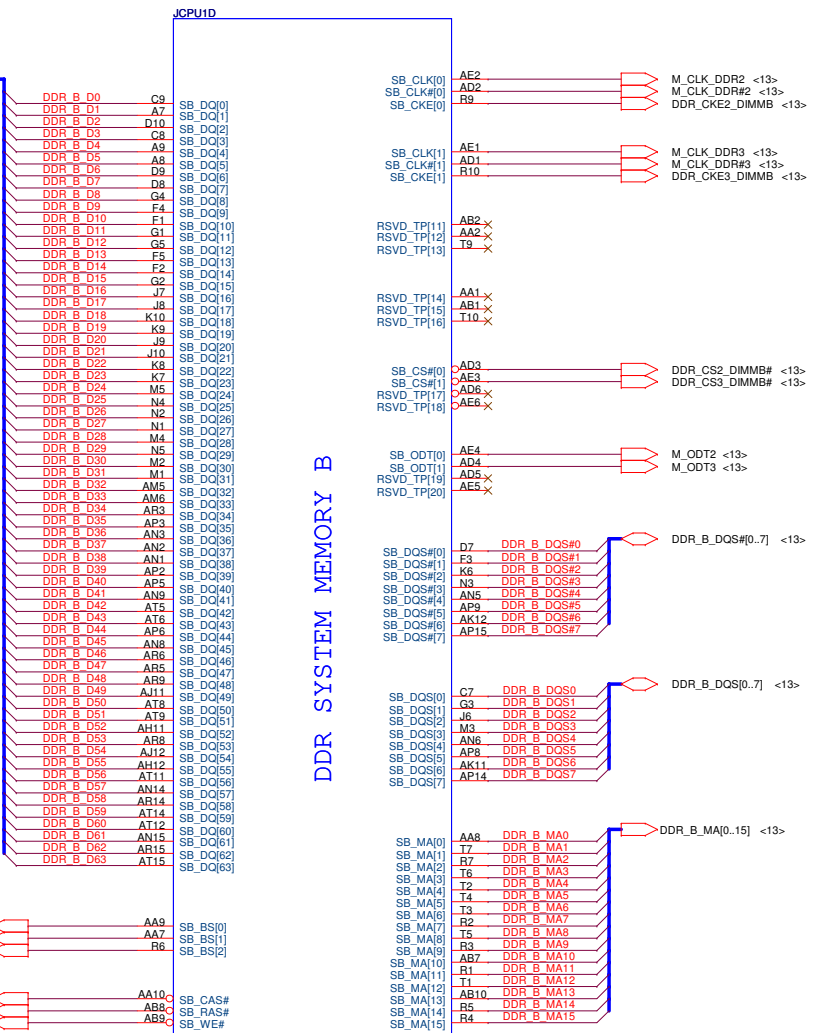 JCPU1D
DDR_B_D0 C9 SB_DQ[0]
DDR_B_D1 A7 SB_DQ[1]
DDR_B_D2 D10 SB_DQ[2]
DDR_B_D3 C8 SB_DQ[3]
DDR_B_D4 A9 SB_DQ[4]
DDR_B_D5 A8 SB_DQ[5]
DDR_B_D6 D9 SB_DQ[6]
DDR_B_D7 D8 SB_DQ[7]
DDR_B_D8 G4 SB_DQ[8]
DDR_B_D9 F4 SB_DQ[9]
DDR_B_D10 F1 SB_DQ[10]
DDR_B_D11 G1 SB_DQ[11]
DDR_B_D12 G5 SB_DQ[12]
DDR_B_D13 F5 SB_DQ[13]
DDR_B_D14 F2 SB_DQ[14]
DDR_B_D15 G2 SB_DQ[15]
DDR_B_D16 J7 SB_DQ[16]
DDR_B_D17 J8 SB_DQ[17]
DDR_B_D18 K10 SB_DQ[18]
DDR_B_D19 K9 SB_DQ[19]
DDR_B_D20 J9 SB_DQ[20]
DDR_B_D21 J10 SB_DQ[21]
DDR_B_D22 K8 SB_DQ[22]
DDR_B_D23 K7 SB_DQ[23]
DDR_B_D24 M5 SB_DQ[24]
DDR_B_D25 N4 SB_DQ[25]
DDR_B_D26 N2 SB_DQ[26]
DDR_B_D27 N1 SB_DQ[27]
DDR_B_D28 M4 SB_DQ[28]
DDR_B_D29 N5 SB_DQ[29]
DDR_B_D30 M2 SB_DQ[30]
DDR_B_D31 M1 SB_DQ[31]
DDR_B_D32 AM5 SB_DQ[32]
DDR_B_D33 AM6 SB_DQ[33]
DDR_B_D34 AR3 SB_DQ[34]
DDR_B_D35 AP3 SB_DQ[35]
DDR_B_D36 AN3 SB_DQ[36]
DDR_B_D37 AN2 SB_DQ[37]
DDR_B_D38 AN1 SB_DQ[38]
DDR_B_D39 AP2 SB_DQ[39]
DDR_B_D40 AP5 SB_DQ[40]
DDR_B_D41 AN9 SB_DQ[41]
DDR_B_D42 AT5 SB_DQ[42]
DDR_B_D43 AT6 SB_DQ[43]
DDR_B_D44 AP6 SB_DQ[44]
DDR_B_D45 AN8 SB_DQ[45]
DDR_B_D46 AR6 SB_DQ[46]
DDR_B_D47 AR5 SB_DQ[47]
DDR_B_D48 AR9 SB_DQ[48]
DDR_B_D49 AJ11 SB_DQ[49]
DDR_B_D50 AT8 SB_DQ[50]
DDR_B_D51 AT9 SB_DQ[51]
DDR_B_D52 AH11 SB_DQ[52]
DDR_B_D53 AR8 SB_DQ[53]
DDR_B_D54 AJ12 SB_DQ[54]
DDR_B_D55 AH12 SB_DQ[55]
DDR_B_D56 AT11 SB_DQ[56]
DDR_B_D57 AN14 SB_DQ[57]
DDR_B_D58 AR14 SB_DQ[58]
DDR_B_D59 AT14 SB_DQ[59]
DDR_B_D60 AT12 SB_DQ[60]
DDR_B_D61 AN15 SB_DQ[61]
DDR_B_D62 AR15 SB_DQ[62]
DDR_B_D63 AT15 SB_DQ[63]
AA9 SB_BS[0]
AA7 SB_BS[1]
R6 SB_BS[2]
AA10 SB_CAS#
AB8 SB_RAS#
AB9 SB_WE#
DDR SYSTEM MEMORY B
SB_CLK[0] AE2 M_CLK_DDR2 <13>
SB_CLK#[0] AD2 M_CLK_DDR#2 <13>
SB_CKE[0] R9 DDR_CKE2_DIMMB <13>
SB_CLK[1] AE1 M_CLK_DDR3 <13>
SB_CLK#[1] AD1 M_CLK_DDR#3 <13>
SB_CKE[1] R10 DDR_CKE3_DIMMB <13>
RSVD_TP[11] AB2
RSVD_TP[12] AA2
RSVD_TP[13] T9
RSVD_TP[14] AA1
RSVD_TP[15] AB1
RSVD_TP[16] T10
SB_CS#[0] AD3 DDR_CS2_DIMMB# <13>
SB_CS#[1] AE3 DDR_CS3_DIMMB# <13>
RSVD_TP[17] AD6
RSVD_TP[18] AE6
SB_ODT[0] AE4 M_ODT2 <13>
SB_ODT[1] AD4 M_ODT3 <13>
RSVD_TP[19] AD5
RSVD_TP[20] AE5
DDR_B_DQS#[0..7] <13>
SB_DQS#[0] D7 DDR_B_DQS#0
SB_DQS#[1] F3 DDR_B_DQS#1
SB_DQS#[2] K6 DDR_B_DQS#2
SB_DQS#[3] N3 DDR_B_DQS#3
SB_DQS#[4] AN5 DDR_B_DQS#4
SB_DQS#[5] AP9 DDR_B_DQS#5
SB_DQS#[6] AK12 DDR_B_DQS#6
SB_DQS#[7] AP15 DDR_B_DQS#7
DDR_B_DQS[0..7] <13>
SB_DQS[0] C7 DDR_B_DQS0
SB_DQS[1] G3 DDR_B_DQS1
SB_DQS[2] J6 DDR_B_DQS2
SB_DQS[3] M3 DDR_B_DQS3
SB_DQS[4] AN6 DDR_B_DQS4
SB_DQS[5] AP8 DDR_B_DQS5
SB_DQS[6] AK11 DDR_B_DQS6
SB_DQS[7] AP14 DDR_B_DQS7
DDR_B_MA[0..15] <13>
SB_MA[0] AA8 DDR_B_MA0
SB_MA[1] T7 DDR_B_MA1
SB_MA[2] R7 DDR_B_MA2
SB_MA[3] T6 DDR_B_MA3
SB_MA[4] T2 DDR_B_MA4
SB_MA[5] T4 DDR_B_MA5
SB_MA[6] T3 DDR_B_MA6
SB_MA[7] R2 DDR_B_MA7
SB_MA[8] T5 DDR_B_MA8
SB_MA[9] R3 DDR_B_MA9
SB_MA[10] AB7 DDR_B_MA10
SB_MA[11] R1 DDR_B_MA11
SB_MA[12] T1 DDR_B_MA12
SB_MA[13] AB10 DDR_B_MA13
SB_MA[14] R5 DDR_B_MA14
SB_MA[15] R4 DDR_B_MA15